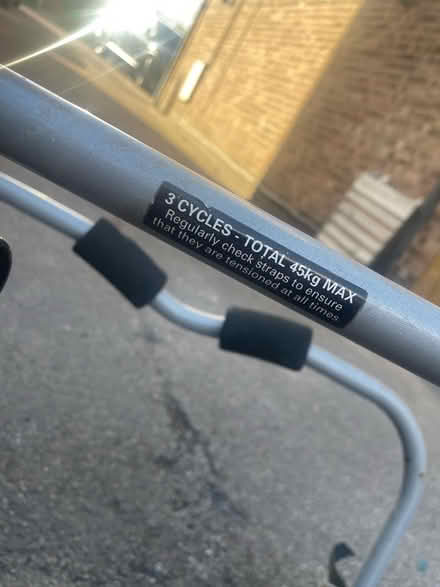 3 CYCLES - TOTAL 45kg MAX
Regularly check straps to ensure
that they are tensioned at all times